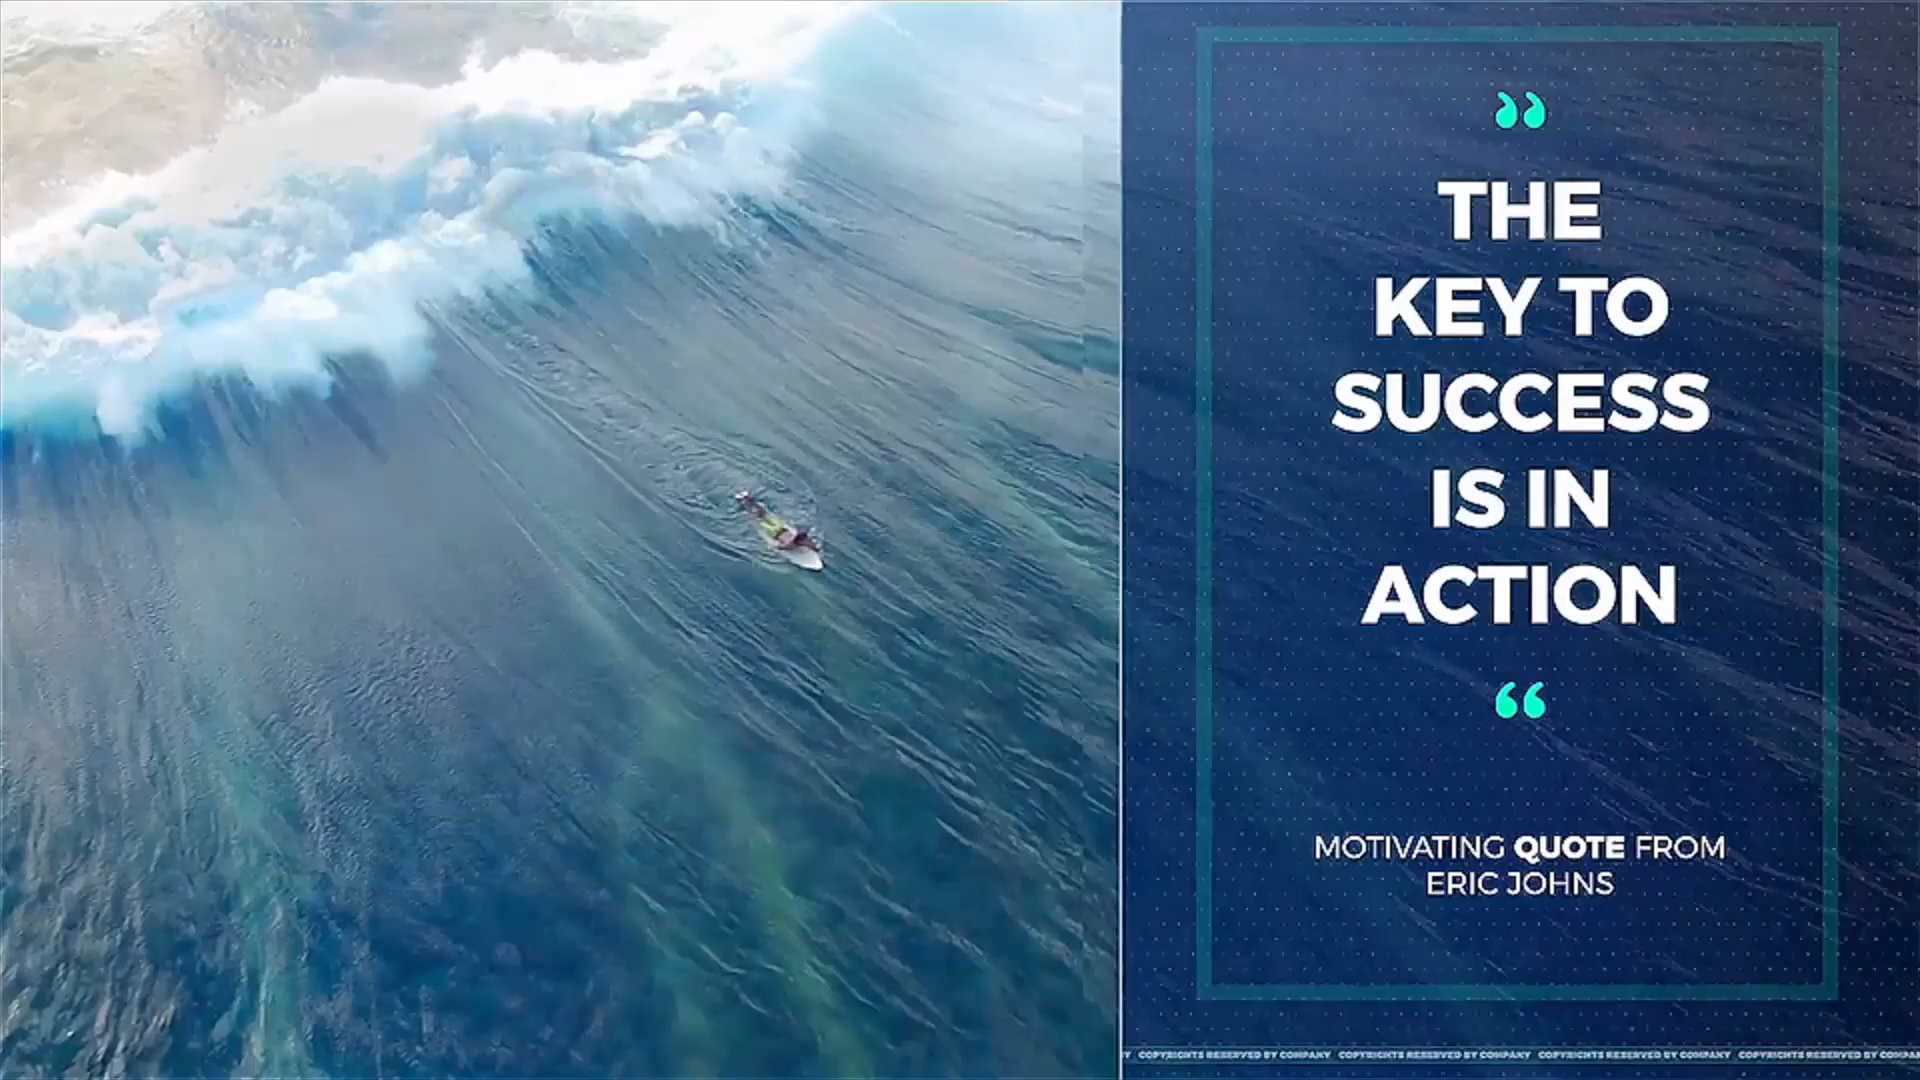 ”
THE
KEY TO
SUCCESS
IS IN
ACTION
“
MOTIVATING QUOTE FROM
ERIC JOHNS
Y COPYRIGHTS RESERVED BY COMPANY COPYRIGHTS RESERVED BY COMPANY COPYRIGHTS RESERVED BY COMPANY COPYRIGHTS RESERVED BY COMPAN